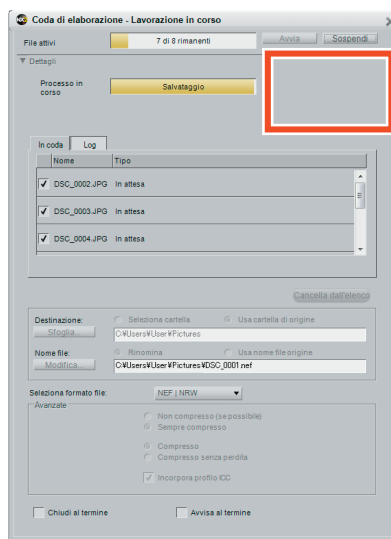 NX2 Coda di elaborazione - Lavorazione in corso
File attivi 7 di 8 rimanenti Avvia Sospendi
Dettagli
Processo in corso Salvataggio
In coda Log
Nome Tipo
DSC_0002.JPG In attesa
DSC_0003.JPG In attesa
DSC_0004.JPG In attesa
Cancella dall'elenco
Destinazione: Seleziona cartella Usa cartella di origine
Sfoglia... C:¥Users¥User¥Pictures
Nome file: Rinomina Usa nome file origine
Modifica... C:¥Users¥User¥Pictures¥DSC_0001.nef
Seleziona formato file: NEF | NRW
Avanzate
Non compresso (se possibile)
Sempre compresso
Compresso
Compresso senza perdita
Incorpora profilo ICC
Chiudi al termine Avvisa al termine